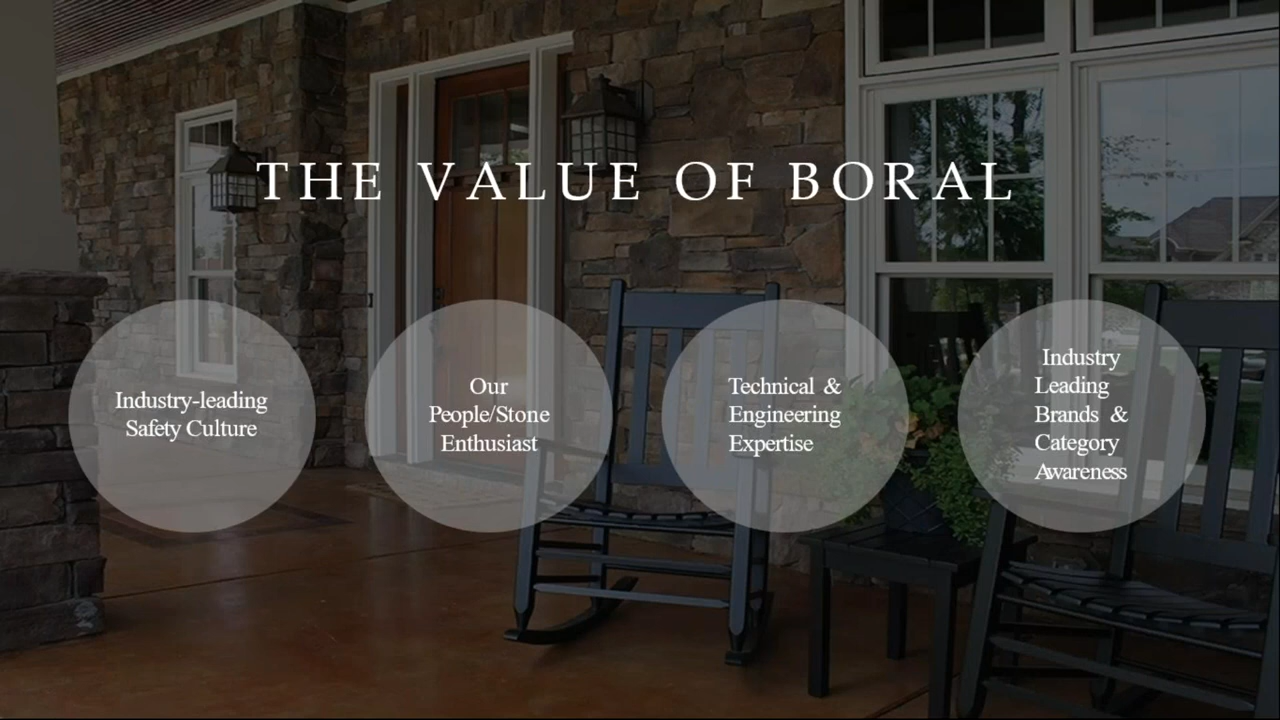 THE VALUE OF BORAL
Industry-leading
Safety Culture
Our
People/Stone
Enthusiast
Technical &
Engineering
Expertise
Industry
Leading
Brands &
Category
Awareness